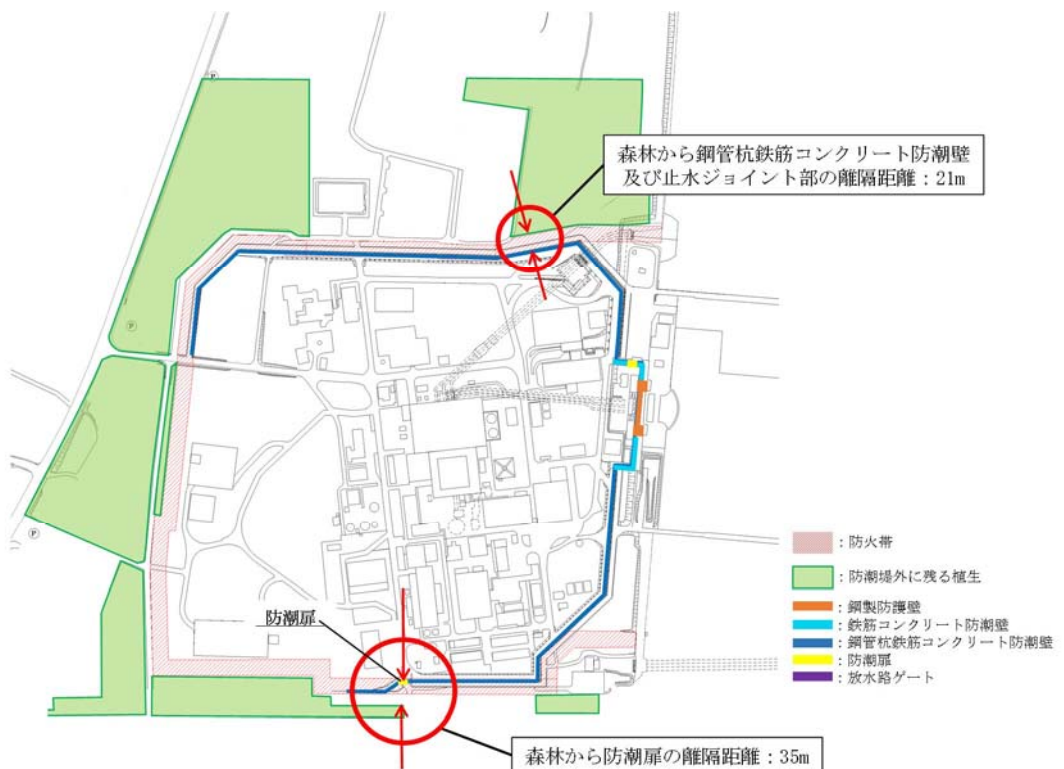 Ⓟ
森林から鋼管杭鉄筋コンクリート防潮壁
及び止水ジョイント部の離隔距離：21m
Ⓟ
Ⓟ
防潮扉
：防火帯
：防潮堤外に残る植生
：鋼製防護壁
：鉄筋コンクリート防潮壁
：鋼管杭鉄筋コンクリート防潮壁
：防潮扉
：放水路ゲート
森林から防潮扉の離隔距離：35m